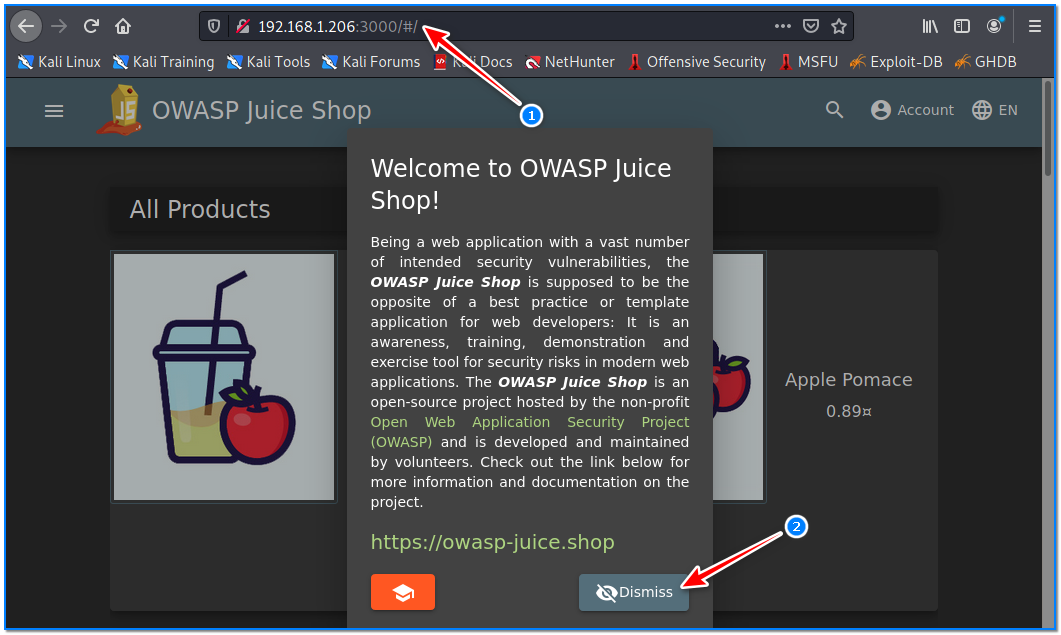 192.168.1.206:3000/#/
Kali Linux Kali Training Kali Tools Kali Forums Kali Docs NetHunter Offensive Security MSFU Exploit-DB GHDB
1
JS OWASP Juice Shop Account EN
Welcome to OWASP Juice
Shop!
All Products
Being a web application with a vast number
of intended security vulnerabilities, the
OWASP Juice Shop is supposed to be the
opposite of a best practice or template
application for web developers: It is an
awareness, training, demonstration and
exercise tool for security risks in modern web
applications. The OWASP Juice Shop is an
open-source project hosted by the non-profit
Open Web Application Security Project
(OWASP) and is developed and maintained
by volunteers. Check out the link below for
more information and documentation on the
project.
Apple Pomace
0.89¤
https://owasp-juice.shop
2
Dismiss